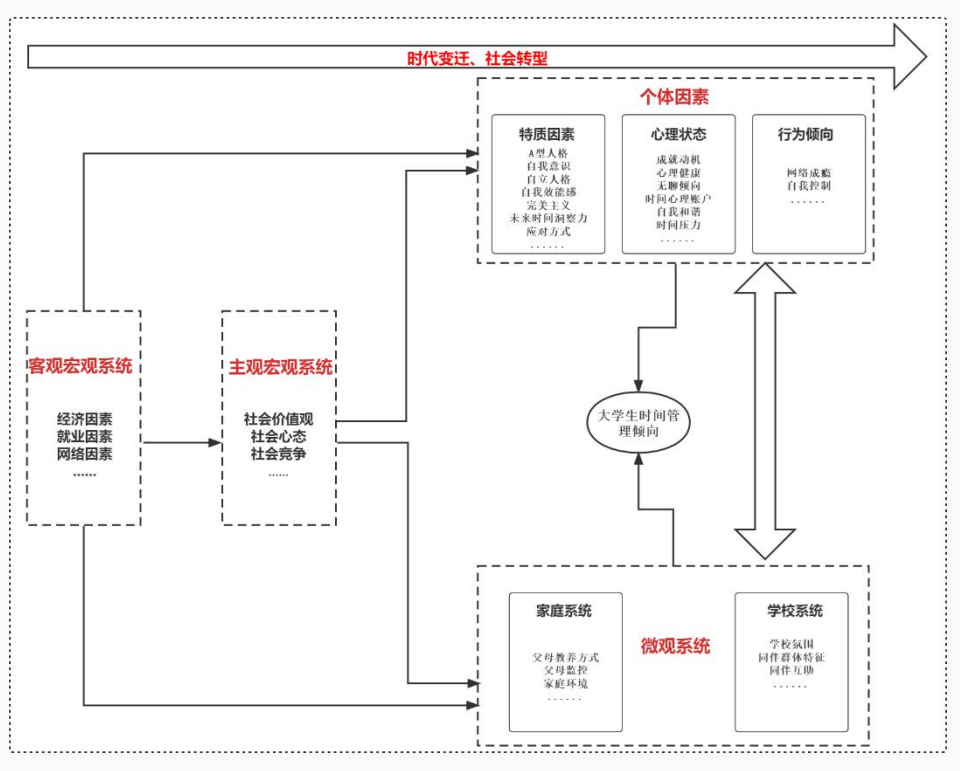 时代变迁、社会转型
个体因素
特质因素
A型人格
自我意识
自立人格
自我效能感
完美主义
未来时间洞察力
应对方式
......
心理状态
成就动机
心理健康
无聊倾向
时间心理账户
自我和谐
时间压力
......
行为倾向
网络成瘾
自我控制
......
客观宏观系统
经济因素
就业因素
网络因素
......
主观宏观系统
社会价值观
社会心态
社会竞争
......
大学生时间管
理倾向
微观系统
家庭系统
父母教养方式
父母监控
家庭环境
......
学校系统
学校氛围
同伴群体特征
同伴互助
......